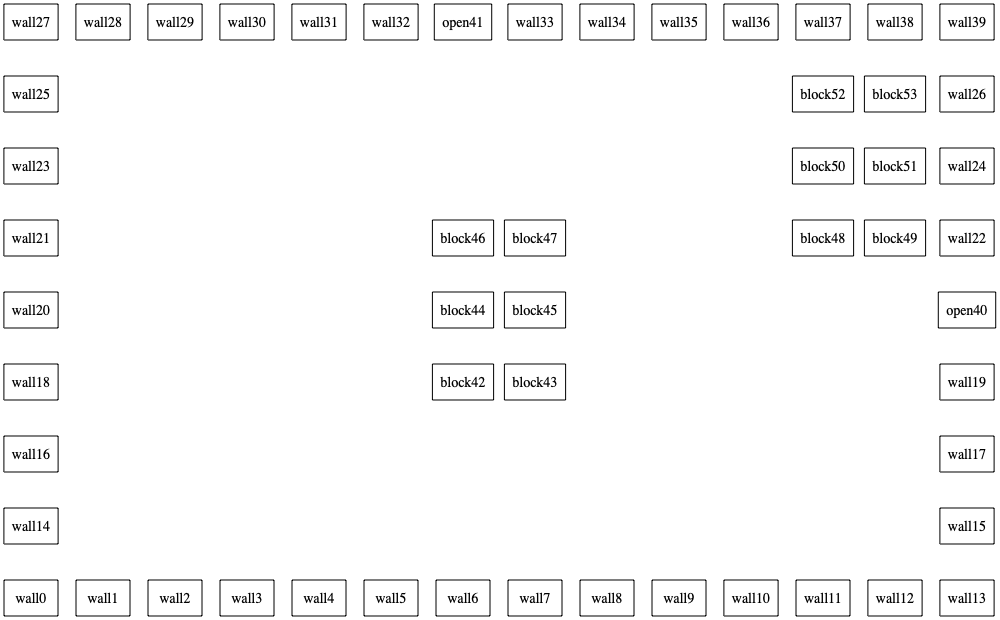 wall27 wall28 wall29 wall30 wall31 wall32 open41 wall33 wall34 wall35 wall36 wall37 wall38 wall39
wall25 block52 block53 wall26
wall23 block50 block51 wall24
wall21 block46 block47 block48 block49 wall22
wall20 block44 block45 open40
wall18 block42 block43 wall19
wall16 wall17
wall14 wall15
wall0 wall1 wall2 wall3 wall4 wall5 wall6 wall7 wall8 wall9 wall10 wall11 wall12 wall13